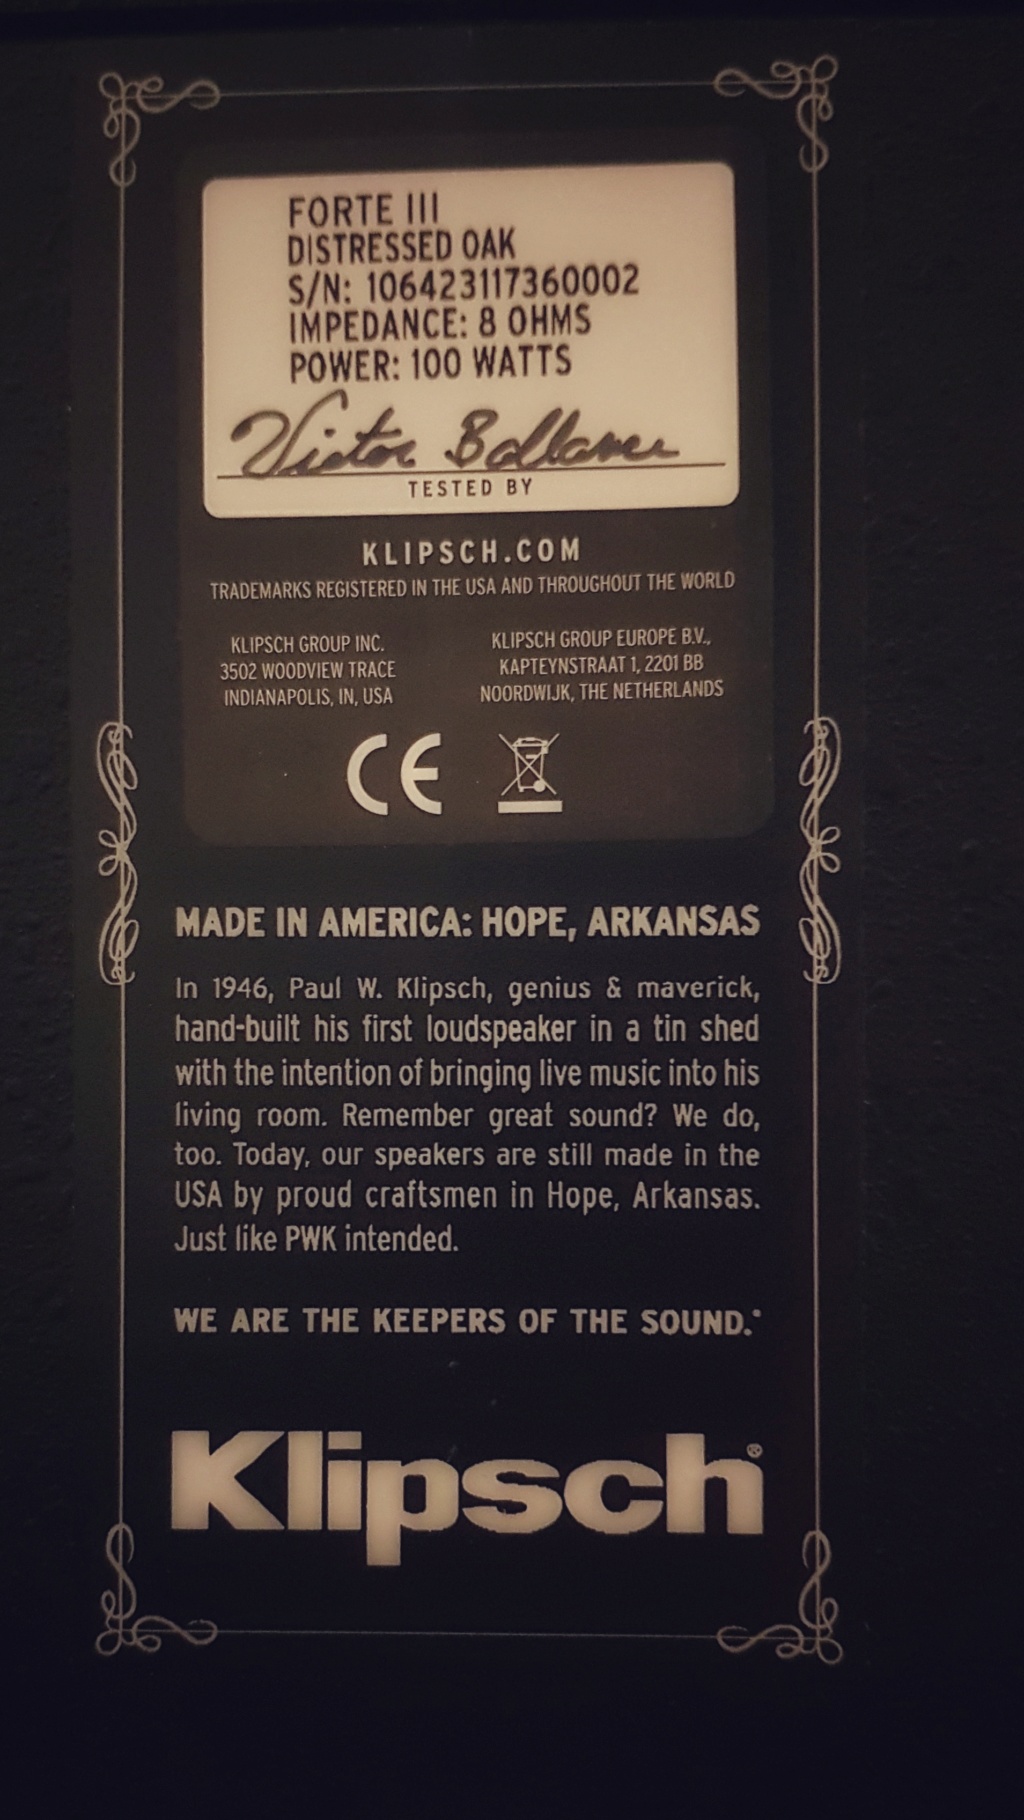 FORTE III
DISTRESSED OAK
S/N: 106423117360002
IMPEDANCE: 8 OHMS
POWER: 100 WATTS
Victor
TESTED BY
KLIPSCH.COM
TRADEMARKS REGISTERED IN THE USA AND THROUGHOUT THE WORLD
KLIPSCH GROUP INC.
3502 WOODVIEW TRACE
INDIANAPOLIS, IN, USA
KLIPSCH GROUP EUROPE B.V.,
KAPTEYNSTRAAT 1, 2201 BB
NOORDWIJK, THE NETHERLANDS
CE
MADE IN AMERICA: HOPE, ARKANSAS
In 1946, Paul W. Klipsch, genius & maverick,
hand-built his first loudspeaker in a tin shed
with the intention of bringing live music into his
living room. Remember great sound? We do,
too. Today, our speakers are still made in the
USA by proud craftsmen in Hope, Arkansas.
Just like PWK intended.
WE ARE THE KEEPERS OF THE SOUND.®
Klipsch®